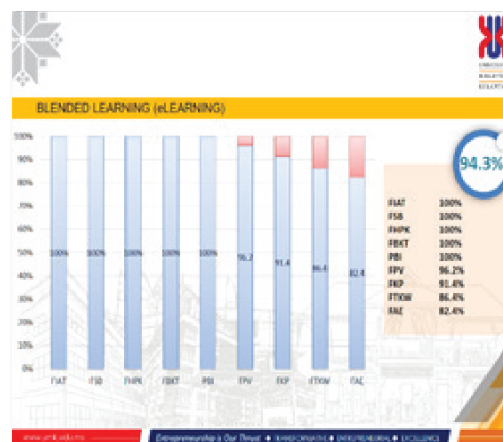 BLENDED LEARNING (eLEARNING)
100%
90%
80%
70%
60%
50%
40%
30%
20%
10%
0%
100%
100%
100%
100%
100%
96.2
91.4
86.4
82.4
FIAT
FSB
FHPK
FBKT
PBI
FPV
FKP
FTKW
FAE
94.3%
FIAT 100%
FSB 100%
FHPK 100%
FBKT 100%
PBI 100%
FPV 96.2%
FKP 91.4%
FTKW 86.4%
FAE 82.4%
Entrepreneurship is Our Thrust
ENTREPRENEURIAL
EXCELLENCE